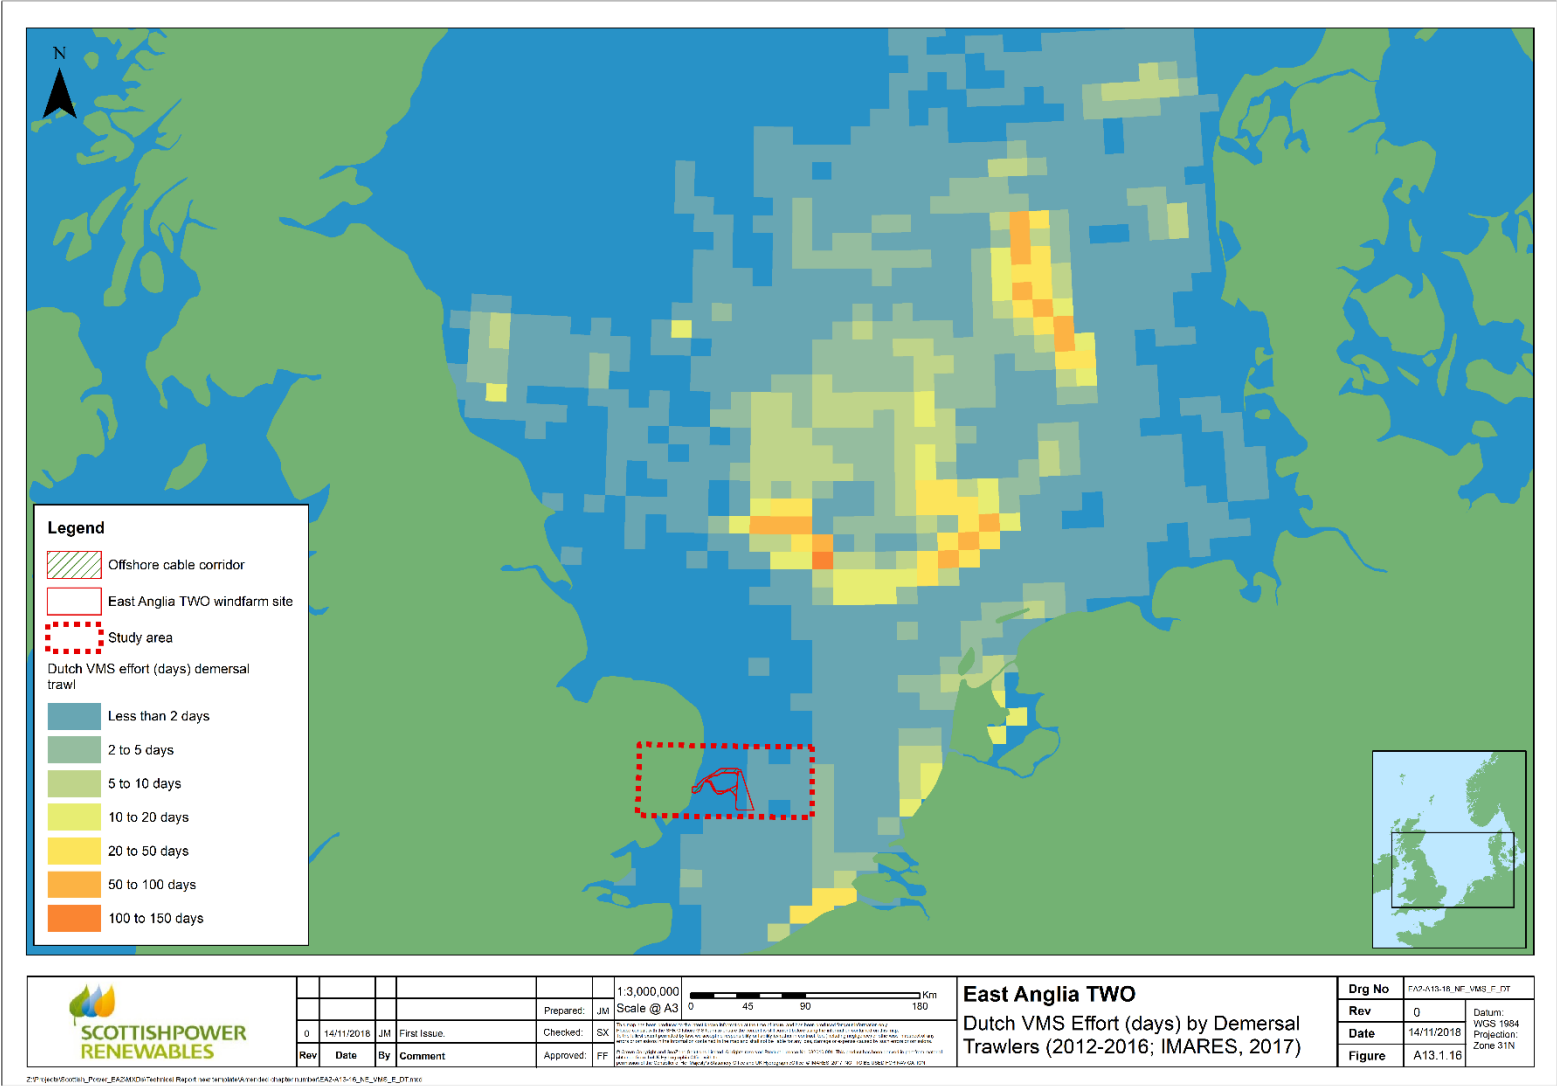 N
Legend
Offshore cable corridor
East Anglia TWO windfarm site
Study area
Dutch VMS effort (days) demersal
trawl
Less than 2 days
2 to 5 days
5 to 10 days
10 to 20 days
20 to 50 days
50 to 100 days
100 to 150 days
SCOTTISHPOWER
RENEWABLES
0 14/11/2018 JM First Issue.
Rev Date By Comment
Prepared: JM
Checked: SX
Approved: FF
1:3,000,000
Scale @ A3
Km
0 45 90 180
East Anglia TWO
Dutch VMS Effort (days) by Demersal
Trawlers (2012-2016; IMARES, 2017)
Drg No EA2-A13-16_NE_VMS_E_DT
Rev 0
Date 14/11/2018
Figure A13.1.16
Datum:
WGS 1984
Projection:
Zone 31N